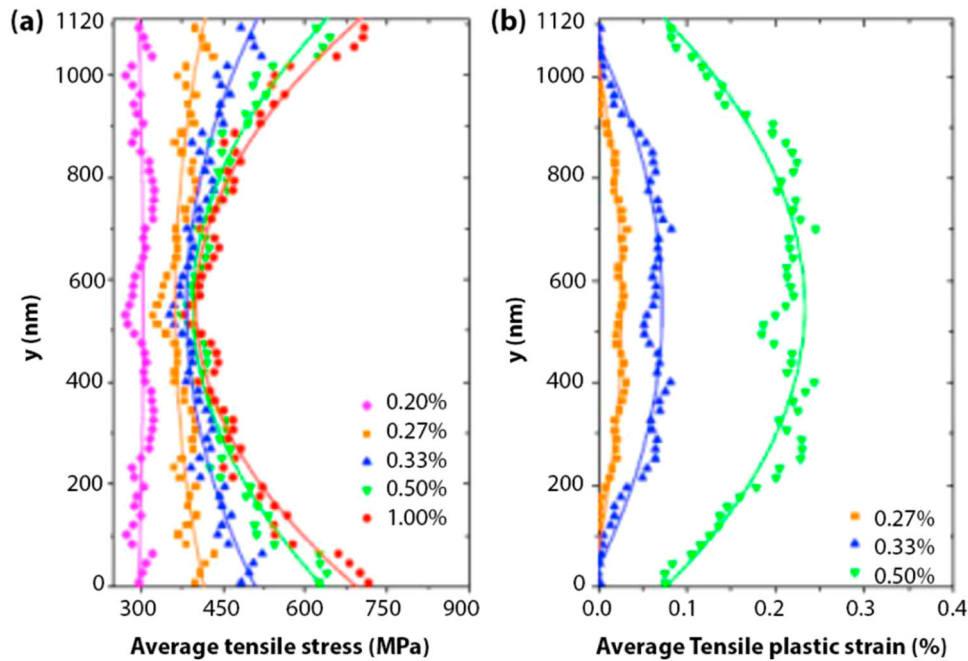 (a)
1120
1000
800
600
400
200
0
y (nm)
0.20%
0.27%
0.33%
0.50%
1.00%
300 450 600 750 900
Average tensile stress (MPa)
(b)
1120
1000
800
600
400
200
0
y (nm)
0.27%
0.33%
0.50%
0.0 0.1 0.2 0.3 0.4
Average Tensile plastic strain (%)